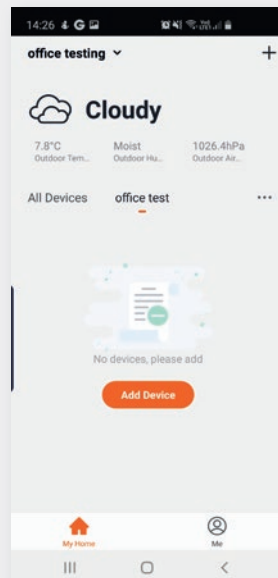 14:26
office testing
Cloudy
7.8°C Moist 1026.4hPa
Outdoor Tem... Outdoor Hu... Outdoor Air...
All Devices office test
No devices, please add
Add Device
My Home Me